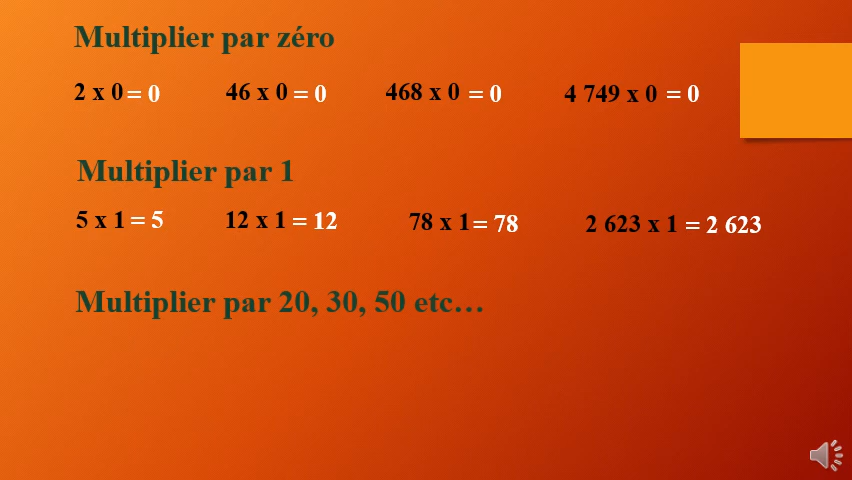 Multiplier par zéro
2 x 0 = 0 46 x 0 = 0 468 x 0 = 0 4 749 x 0 = 0
Multiplier par 1
5 x 1 = 5 12 x 1 = 12 78 x 1 = 78 2 623 x 1 = 2 623
Multiplier par 20, 30, 50 etc…